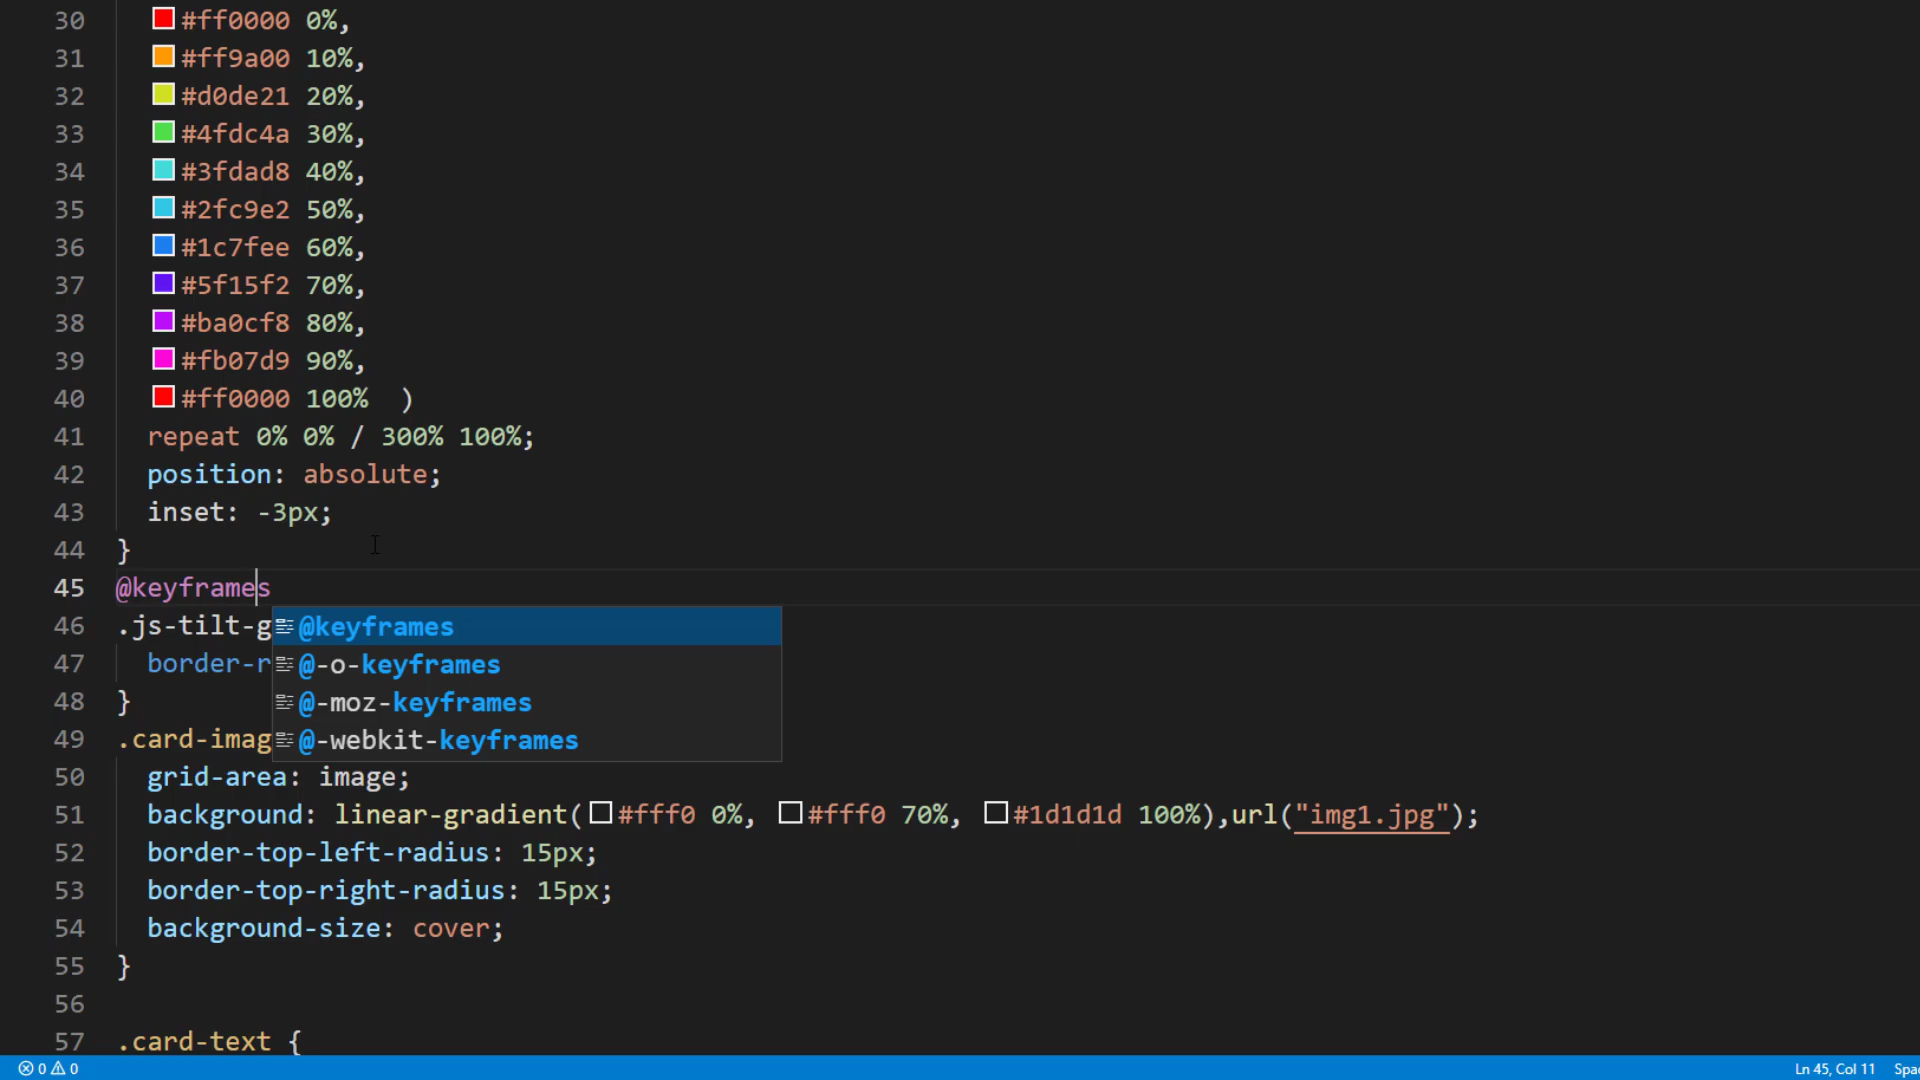 30 #ff0000 0%,
31 #ff9a00 10%,
32 #d0de21 20%,
33 #4fdc4a 30%,
34 #3fdad8 40%,
35 #2fc9e2 50%,
36 #1c7fee 60%,
37 #5f15f2 70%,
38 #ba0cf8 80%,
39 #fb07d9 90%,
40 #ff0000 100%  )
41 repeat 0% 0% / 300% 100%;
42 position: absolute;
43 inset: -3px;
44 }
45 @keyframes
46 .js-tilt-g @keyframes
47 border-r @-o-keyframes
48 } @-moz-keyframes
49 .card-imag @-webkit-keyframes
50 grid-area: image;
51 background: linear-gradient(#fff0 0%, #fff0 70%, #1d1d1d 100%),url("img1.jpg");
52 border-top-left-radius: 15px;
53 border-top-right-radius: 15px;
54 background-size: cover;
55 }
56
57 .card-text {
0 0 Ln 45, Col 11 Spac